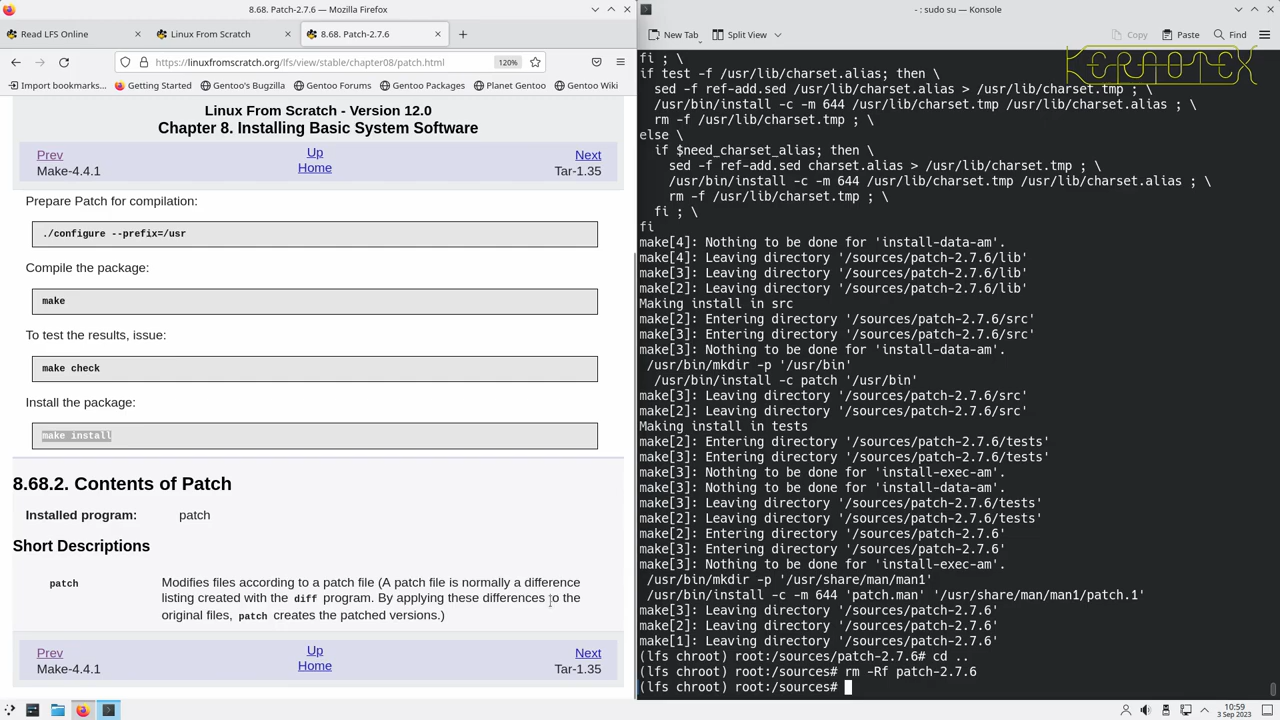 8.68. Patch-2.7.6 — Mozilla Firefox
Read LFS Online
Linux From Scratch
8.68. Patch-2.7.6
https://linuxfromscratch.org/lfs/view/stable/chapter08/patch.html
120%
Import bookmarks...
Getting Started
Gentoo's Bugzilla
Gentoo Packages
Planet Gentoo
Gentoo Wiki
Linux From Scratch - Version 12.0
Chapter 8. Installing Basic System Software
Prev
Up
Next
Make-4.4.1
Home
Tar-1.35
Prepare Patch for compilation:
./configure --prefix=/usr
Compile the package:
make
To test the results, issue:
make check
Install the package:
make install
8.68.2. Contents of Patch
Installed program: patch
Short Descriptions
patch
Modifies files according to a patch file (A patch file is normally a difference
listing created with the diff program. By applying these differences to the
original files, patch creates the patched versions.)
Prev
Up
Next
Make-4.4.1
Home
Tar-1.35
- : sudo su — Konsole
New Tab
Split View
Copy
Paste
Find
KERNOTEX
fi ; \
if test -f /usr/lib/charset.alias; then \
sed -f ref-add.sed /usr/lib/charset.alias > /usr/lib/charset.tmp ; \
/usr/bin/install -c -m 644 /usr/lib/charset.tmp /usr/lib/charset.alias ; \
rm -f /usr/lib/charset.tmp ; \
else \
if $need_charset_alias; then \
sed -f ref-add.sed charset.alias > /usr/lib/charset.tmp ; \
/usr/bin/install -c -m 644 /usr/lib/charset.tmp /usr/lib/charset.alias ; \
rm -f /usr/lib/charset.tmp ; \
fi ; \
fi
make[4]: Nothing to be done for 'install-data-am'.
make[4]: Leaving directory '/sources/patch-2.7.6/lib'
make[3]: Leaving directory '/sources/patch-2.7.6/lib'
make[2]: Leaving directory '/sources/patch-2.7.6/lib'
Making install in src
make[2]: Entering directory '/sources/patch-2.7.6/src'
make[3]: Entering directory '/sources/patch-2.7.6/src'
make[3]: Nothing to be done for 'install-data-am'.
/usr/bin/mkdir -p '/usr/bin'
/usr/bin/install -c patch '/usr/bin'
make[3]: Leaving directory '/sources/patch-2.7.6/src'
make[2]: Leaving directory '/sources/patch-2.7.6/src'
Making install in tests
make[2]: Entering directory '/sources/patch-2.7.6/tests'
make[3]: Entering directory '/sources/patch-2.7.6/tests'
make[3]: Nothing to be done for 'install-exec-am'.
make[3]: Nothing to be done for 'install-data-am'.
make[3]: Leaving directory '/sources/patch-2.7.6/tests'
make[2]: Leaving directory '/sources/patch-2.7.6/tests'
make[2]: Entering directory '/sources/patch-2.7.6'
make[3]: Entering directory '/sources/patch-2.7.6'
make[3]: Nothing to be done for 'install-exec-am'.
/usr/bin/mkdir -p '/usr/share/man/man1'
/usr/bin/install -c -m 644 'patch.man' '/usr/share/man/man1/patch.1'
make[3]: Leaving directory '/sources/patch-2.7.6'
make[2]: Leaving directory '/sources/patch-2.7.6'
make[1]: Leaving directory '/sources/patch-2.7.6'
(lfs chroot) root:/sources/patch-2.7.6# cd ..
(lfs chroot) root:/sources# rm -Rf patch-2.7.6
(lfs chroot) root:/sources#
10:59
3 Sep 2023